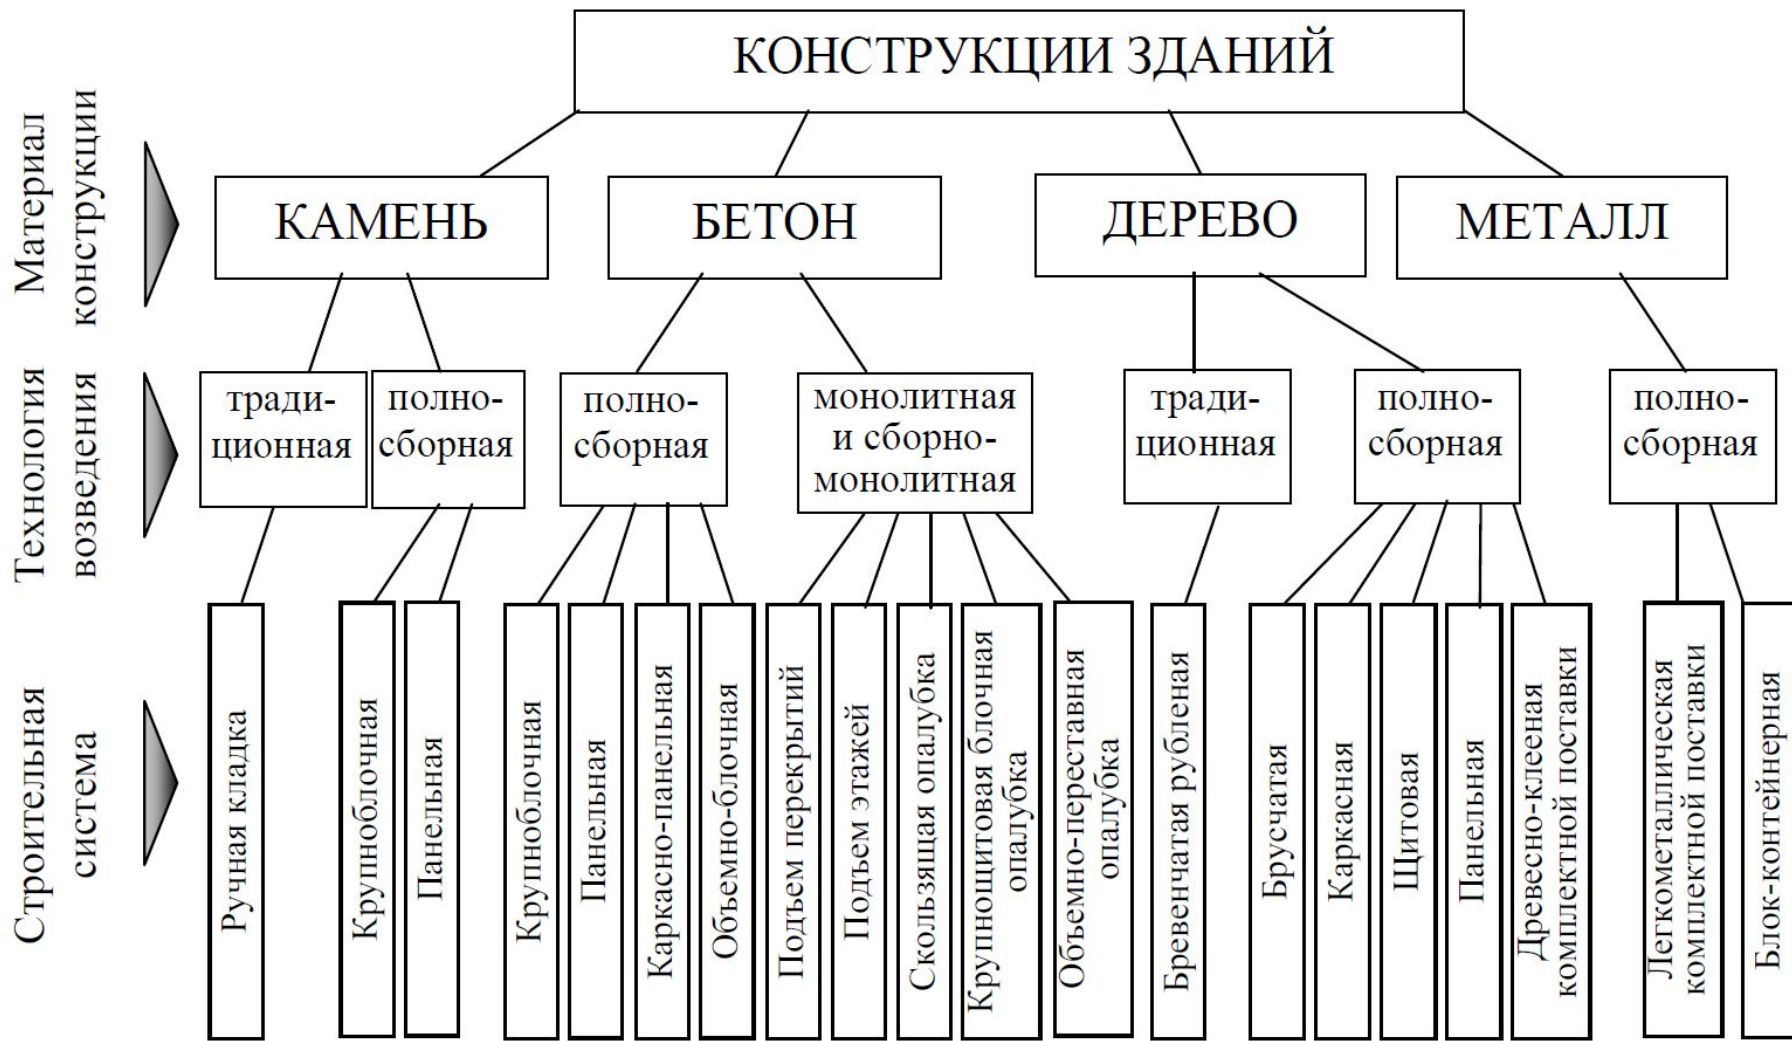 КОНСТРУКЦИИ ЗДАНИЙ
Материал
конструкции
КАМЕНЬ
БЕТОН
ДЕРЕВО
МЕТАЛЛ
Технология
возведения
тради-
ционная
полно-
сборная
полно-
сборная
монолитная
и сборно-
монолитная
тради-
ционная
полно-
сборная
полно-
сборная
Строительная
система
Ручная кладка
Крупноблочная
Панельная
Крупноблочная
Панельная
Каркасно-панельная
Объемно-блочная
Подъем перекрытий
Подъем этажей
Скользящая опалубка
Крупнощитовая блочная
опалубка
Объемно-переставная
опалубка
Бревенчатая рубленая
Брусчатая
Каркасная
Щитовая
Панельная
Древесно-клееная
комплектной поставки
Легкометаллическая
комплектной поставки
Блок-контейнерная